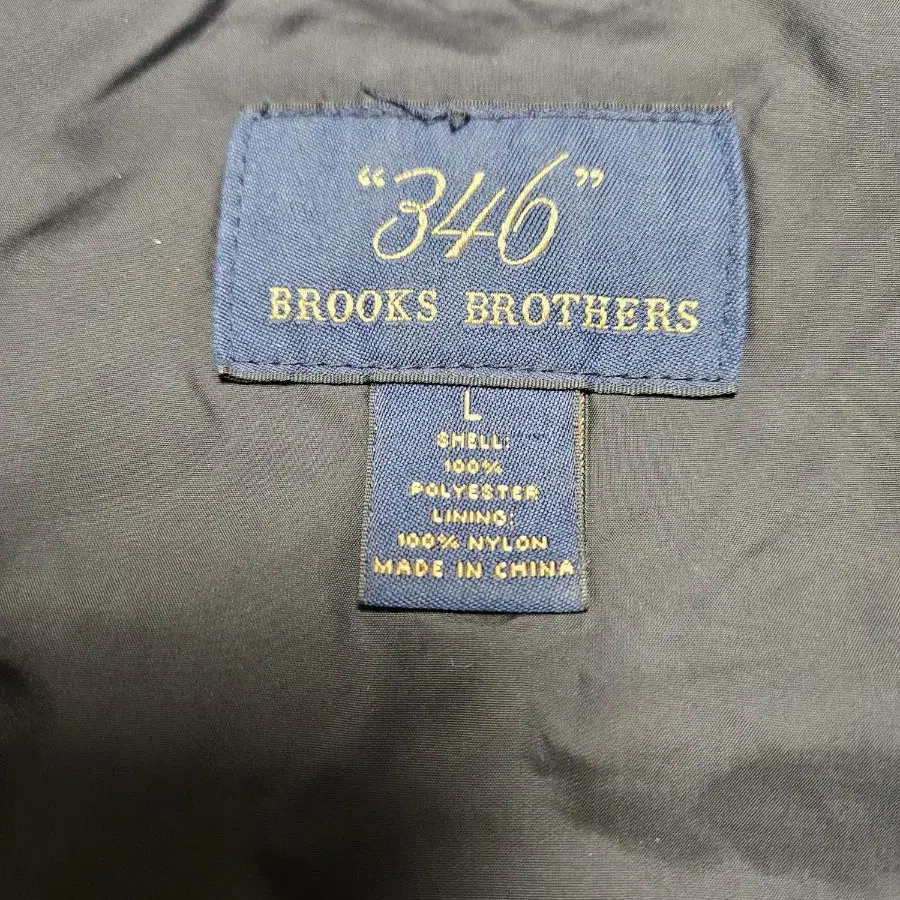 “346”
BROOKS BROTHERS
L
SHELL:
100%
POLYESTER
LINING:
100% NYLON
MADE IN CHINA